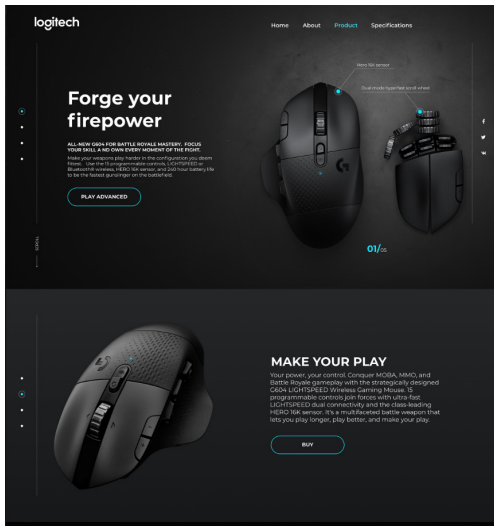 logitech
Home About Product Specifications
Hero 16K sensor
Dual mode hyperfast scroll wheel
Forge your
firepower
ALL-NEW G604 FOR BATTLE ROYALE MASTERY. FOCUS
YOUR SKILL A ND OWN EVERY MOMENT OF THE FIGHT.
Make your weapons play harder in the configuration you deem
fittest. Use the 15 programmable controls, LIGHTSPEED or
Bluetooth® wireless, HERO 16K sensor, and 240 hour battery life
to be the fastest gunslinger on the battlefield.
PLAY ADVANCED
01/05
SCROLL
MAKE YOUR PLAY
Your power, your control. Conquer MOBA, MMO, and
Battle Royale gameplay with the strategically designed
G604 LIGHTSPEED Wireless Gaming Mouse. 15
programmable controls join forces with ultra-fast
LIGHTSPEED dual connectivity and the class-leading
HERO 16K sensor. It's a multifaceted battle weapon that
lets you play longer, play better, and make your play.
BUY